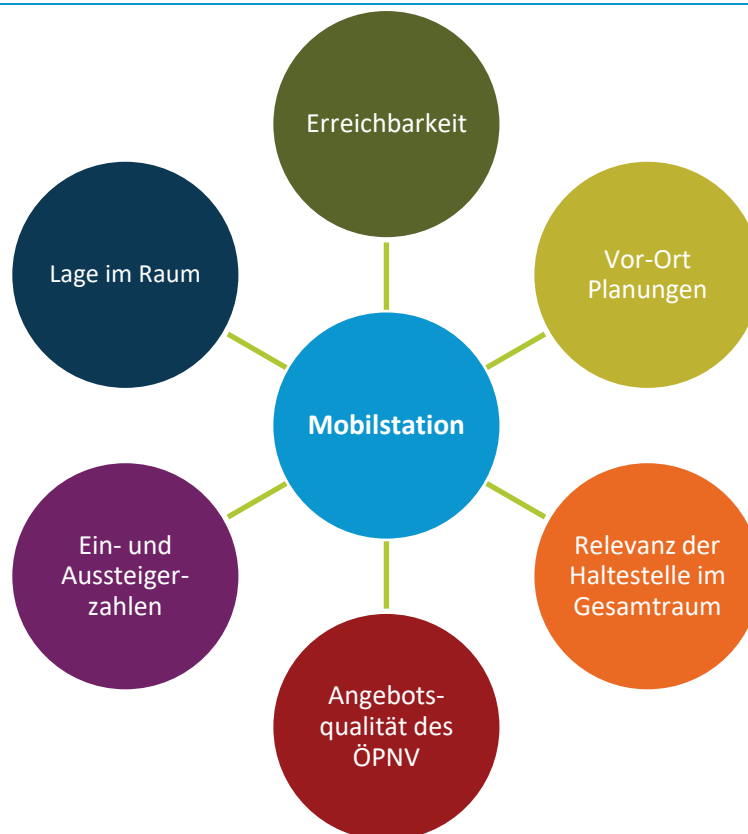 Erreichbarkeit
Lage im Raum
Vor-Ort
Planungen
Mobilstation
Ein- und
Aussteiger-
zahlen
Relevanz der
Haltestelle im
Gesamtraum
Angebots-
qualität des
ÖPNV